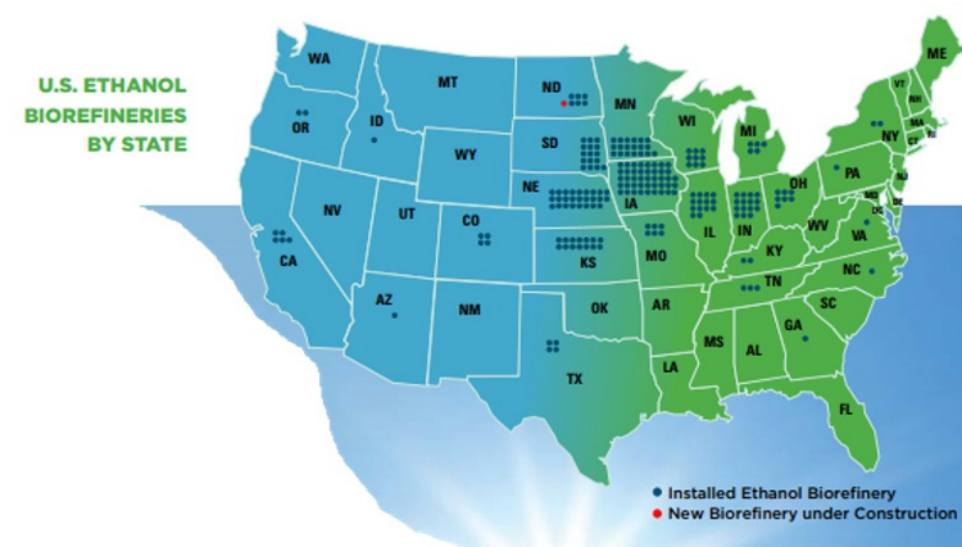 U.S. ETHANOL
BIOREFINERIES
BY STATE
WA
MT
ND
MN
OR
ID
WY
SD
WI
MI
NV
UT
CO
NE
IA
IL
IN
OH
PA
NY
ME
VT
NH
MA
RI
CT
NJ
DE
MD
CA
KS
MO
KY
WV
VA
NC
TN
AZ
NM
OK
AR
SC
GA
TX
LA
MS
AL
FL
Installed Ethanol Biorefinery
New Biorefinery under Construction